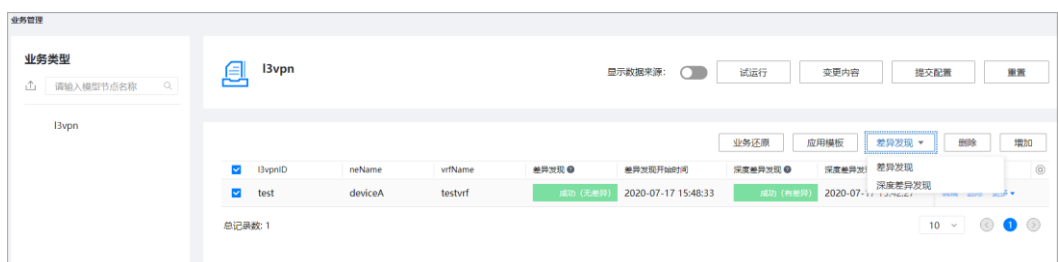 业务管理
业务类型
请输入模型节点名称
l3vpn
l3vpn
显示数据来源:
试运行
变更内容
提交配置
重置
业务还原
应用模板
差异发现
删除
增加
差异发现
深度差异发现
l3vpnID neName vrfName 差异发现 差异发现开始时间 深度差异发现 深度差异发
test deviceA testvrf 成功 (无差异) 2020-07-17 15:48:33 成功 (有差异) 2020-07-17 15:42:27
总记录数: 1
10
1